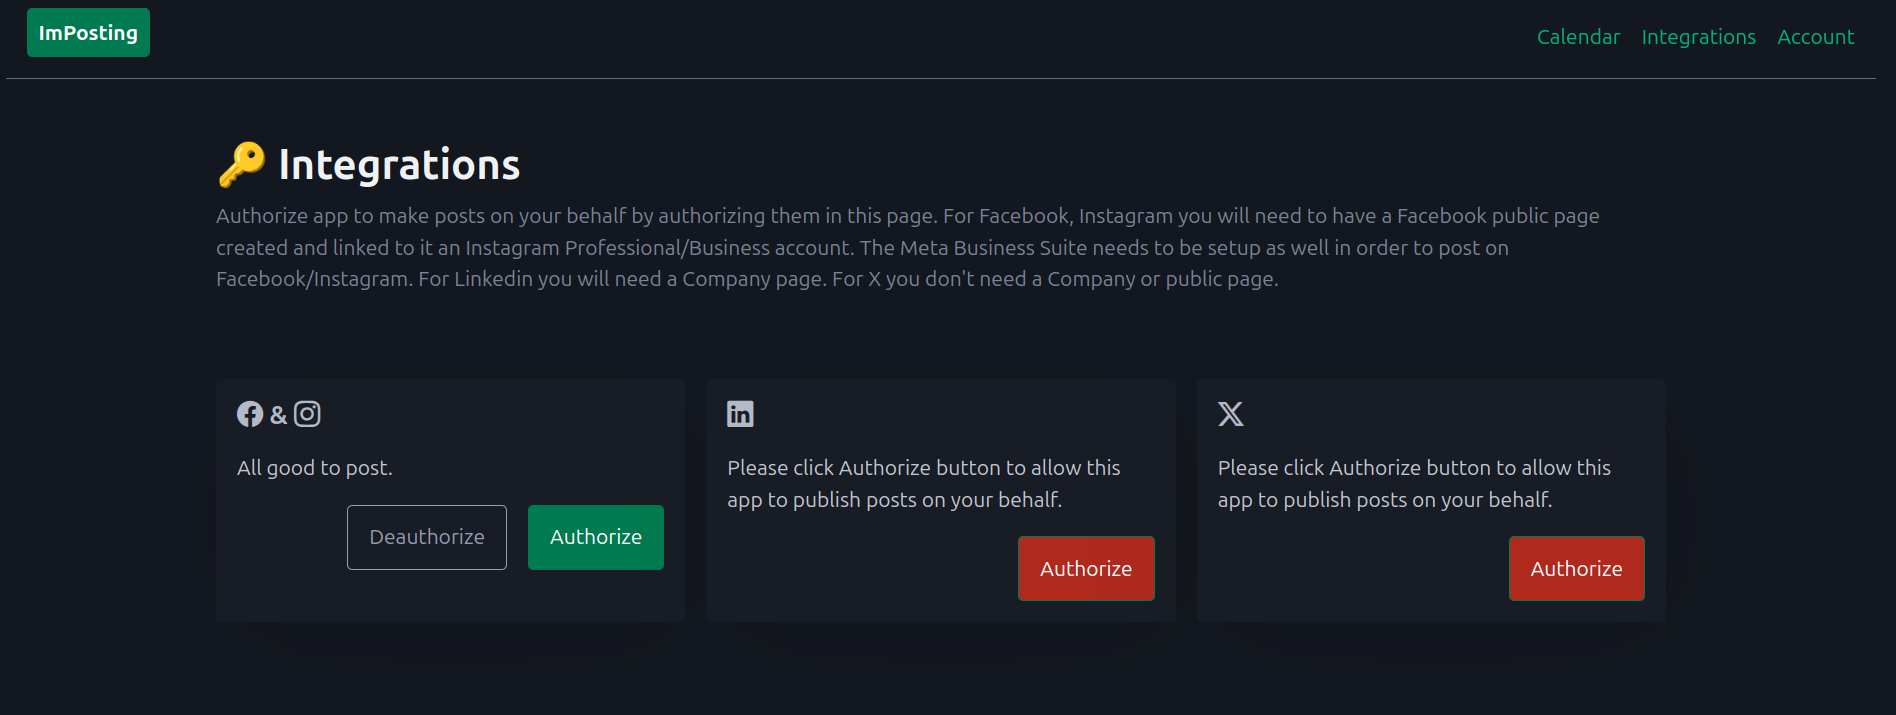 ImPosting
Calendar Integrations Account
🔑 Integrations
Authorize app to make posts on your behalf by authorizing them in this page. For Facebook, Instagram you will need to have a Facebook public page
created and linked to it an Instagram Professional/Business account. The Meta Business Suite needs to be setup as well in order to post on
Facebook/Instagram. For Linkedin you will need a Company page. For X you don't need a Company or public page.
&
All good to post.
Deauthorize
Authorize
in
Please click Authorize button to allow this
app to publish posts on your behalf.
Authorize
X
Please click Authorize button to allow this
app to publish posts on your behalf.
Authorize